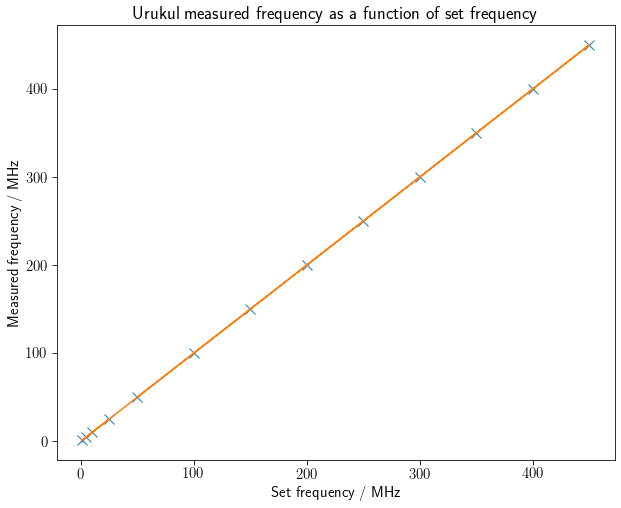 Urukul measured frequency as a function of set frequency
Measured frequency / MHz
400
300
200
100
0
0 100 200 300 400
Set frequency / MHz